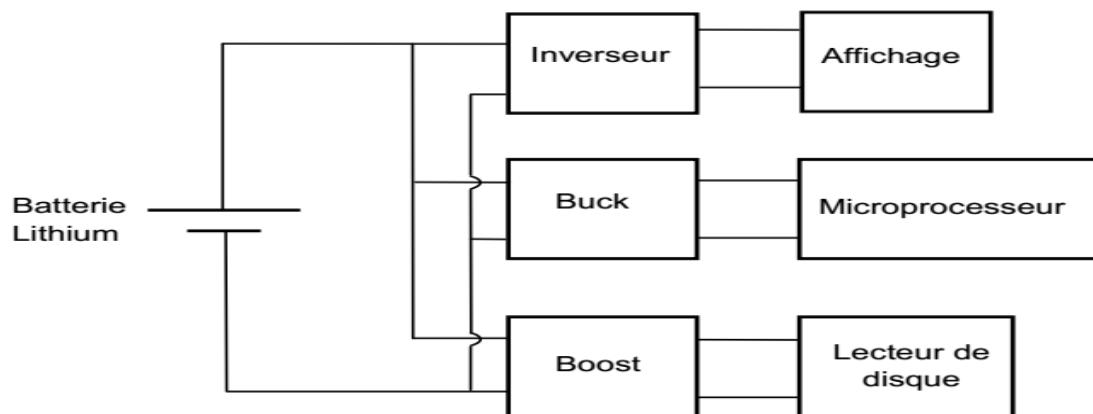 Inverseur
Affichage
Batterie
Lithium
Buck
Microprocesseur
Boost
Lecteur de
disque